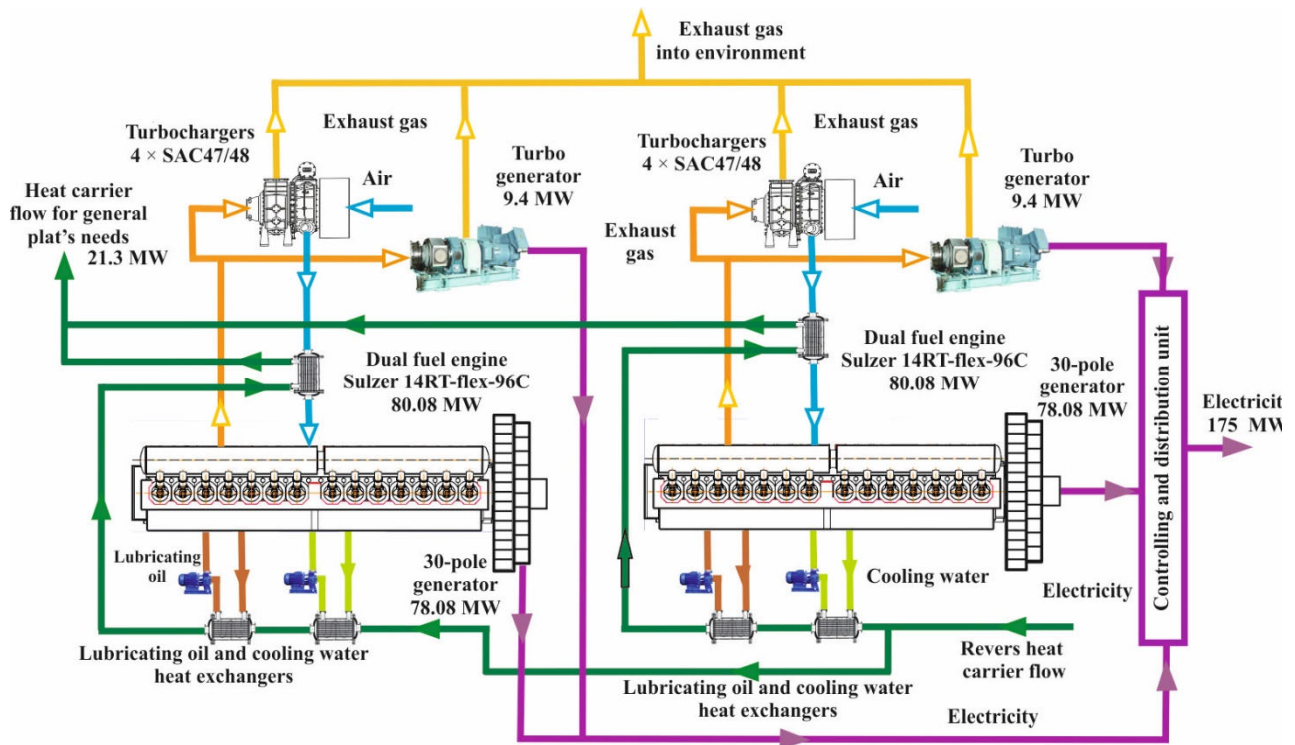 Exhaust gas
into environment
Turbochargers
4 × SAC47/48
Exhaust gas
Turbo
generator
9.4 MW
Air
Heat carrier
flow for general
plat's needs
21.3 MW
Turbochargers
4 × SAC47/48
Exhaust gas
Turbo
generator
9.4 MW
Air
Exhaust
gas
Dual fuel engine
Sulzer 14RT-flex-96C
80.08 MW
Dual fuel engine
Sulzer 14RT-flex-96C
80.08 MW
30-pole
generator
78.08 MW
Controlling and distribution unit
Electricit
175 MW
Lubricating
oil
30-pole
generator
78.08 MW
Cooling water
Electricity
Lubricating oil and cooling water
heat exchangers
Revers heat
carrier flow
Lubricating oil and cooling water
heat exchangers
Electricity